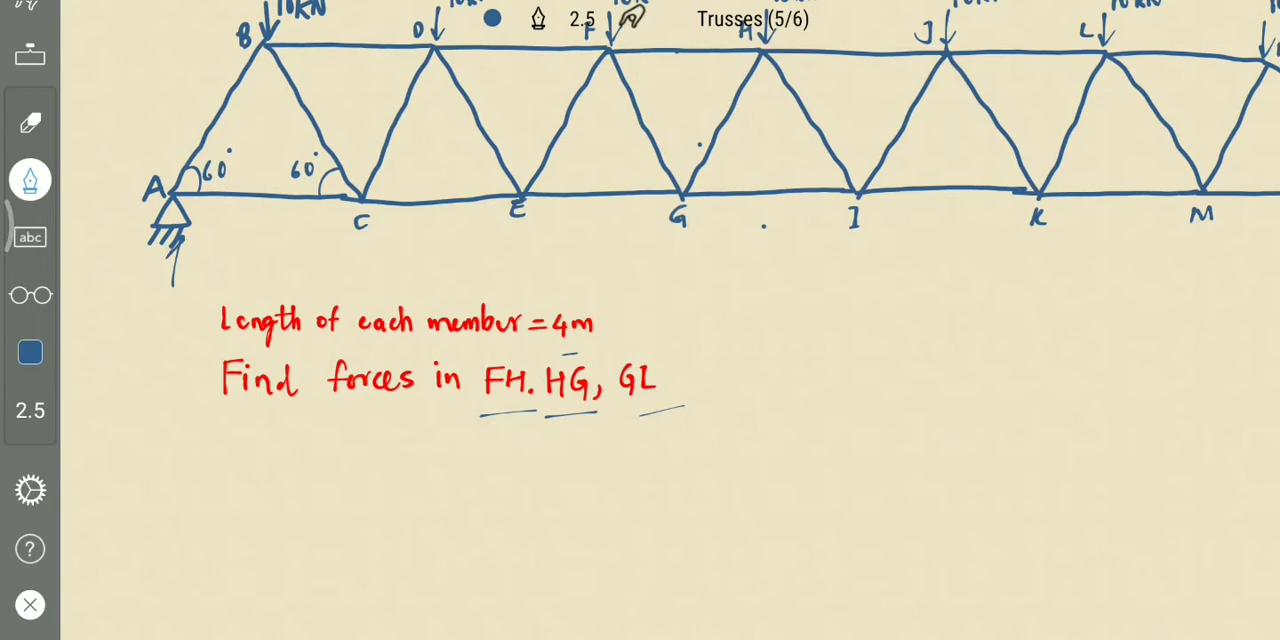 10KN
2.5 Trusses (5/6)
B D F H J L
10KN
60° 60°
A
abc
C E G I K M
Length of each member = 4m
Find forces in FH. HG, GL
2.5
?